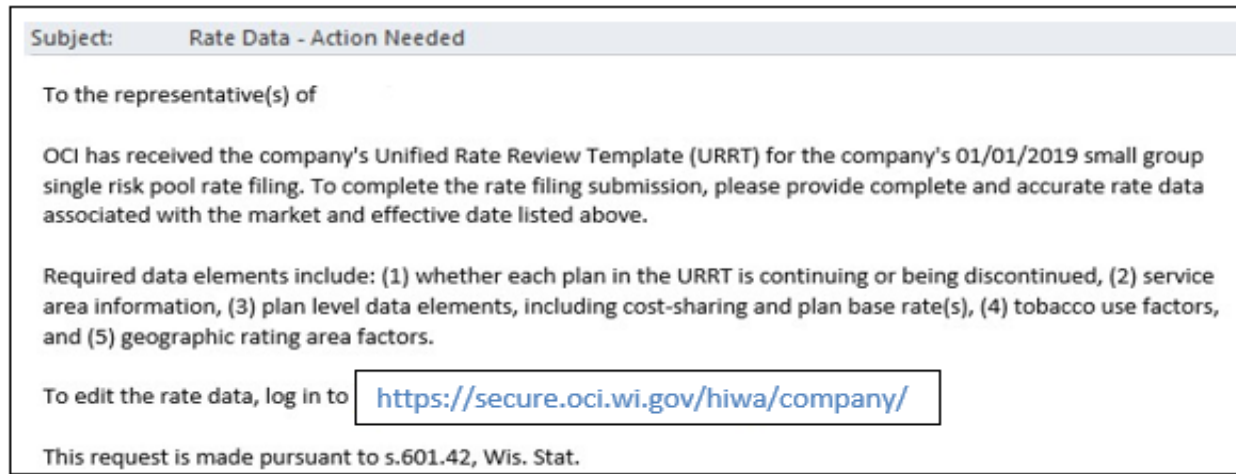 Subject: Rate Data - Action Needed
To the representative(s) of
OCI has received the company's Unified Rate Review Template (URRT) for the company's 01/01/2019 small group
single risk pool rate filing. To complete the rate filing submission, please provide complete and accurate rate data
associated with the market and effective date listed above.
Required data elements include: (1) whether each plan in the URRT is continuing or being discontinued, (2) service
area information, (3) plan level data elements, including cost-sharing and plan base rate(s), (4) tobacco use factors,
and (5) geographic rating area factors.
To edit the rate data, log in to https://secure.oci.wi.gov/hiwa/company/
This request is made pursuant to s.601.42, Wis. Stat.